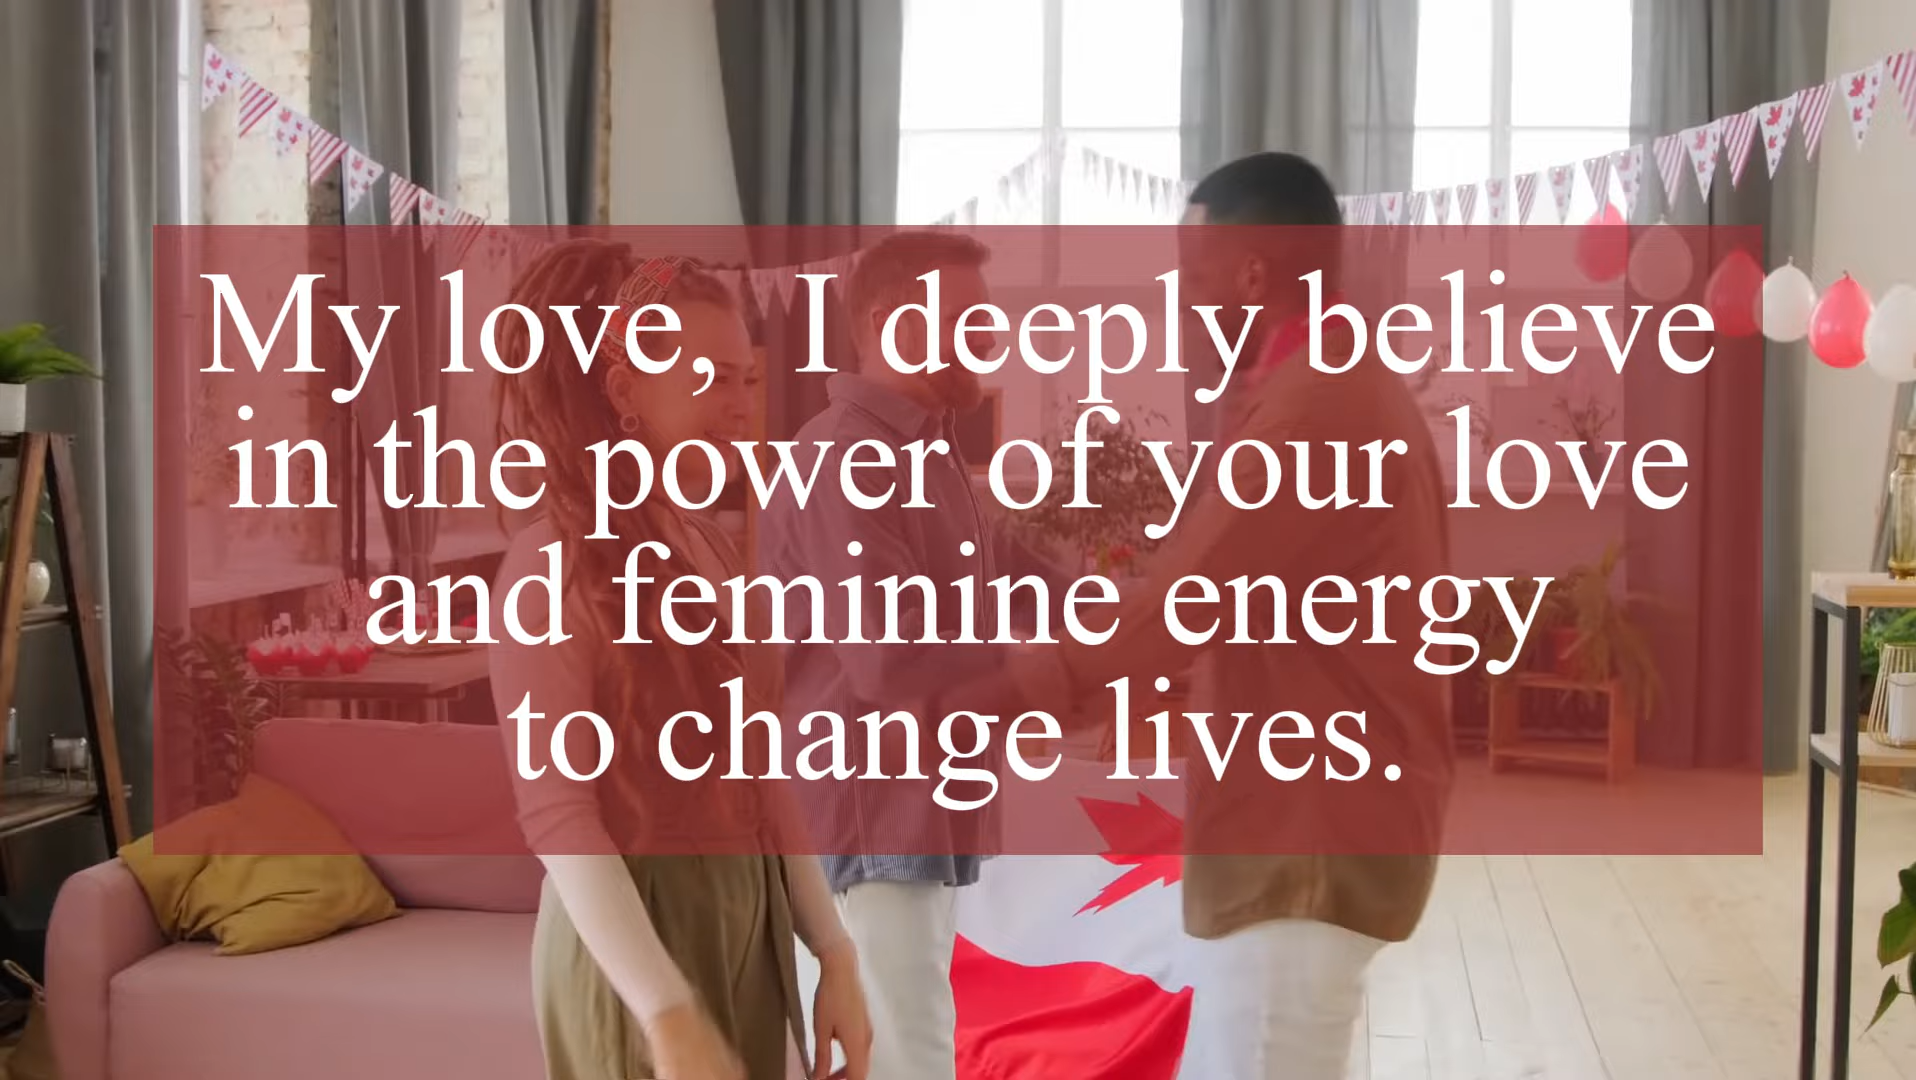 My love,  I deeply believe
in the power of your love
and feminine energy
to change lives.